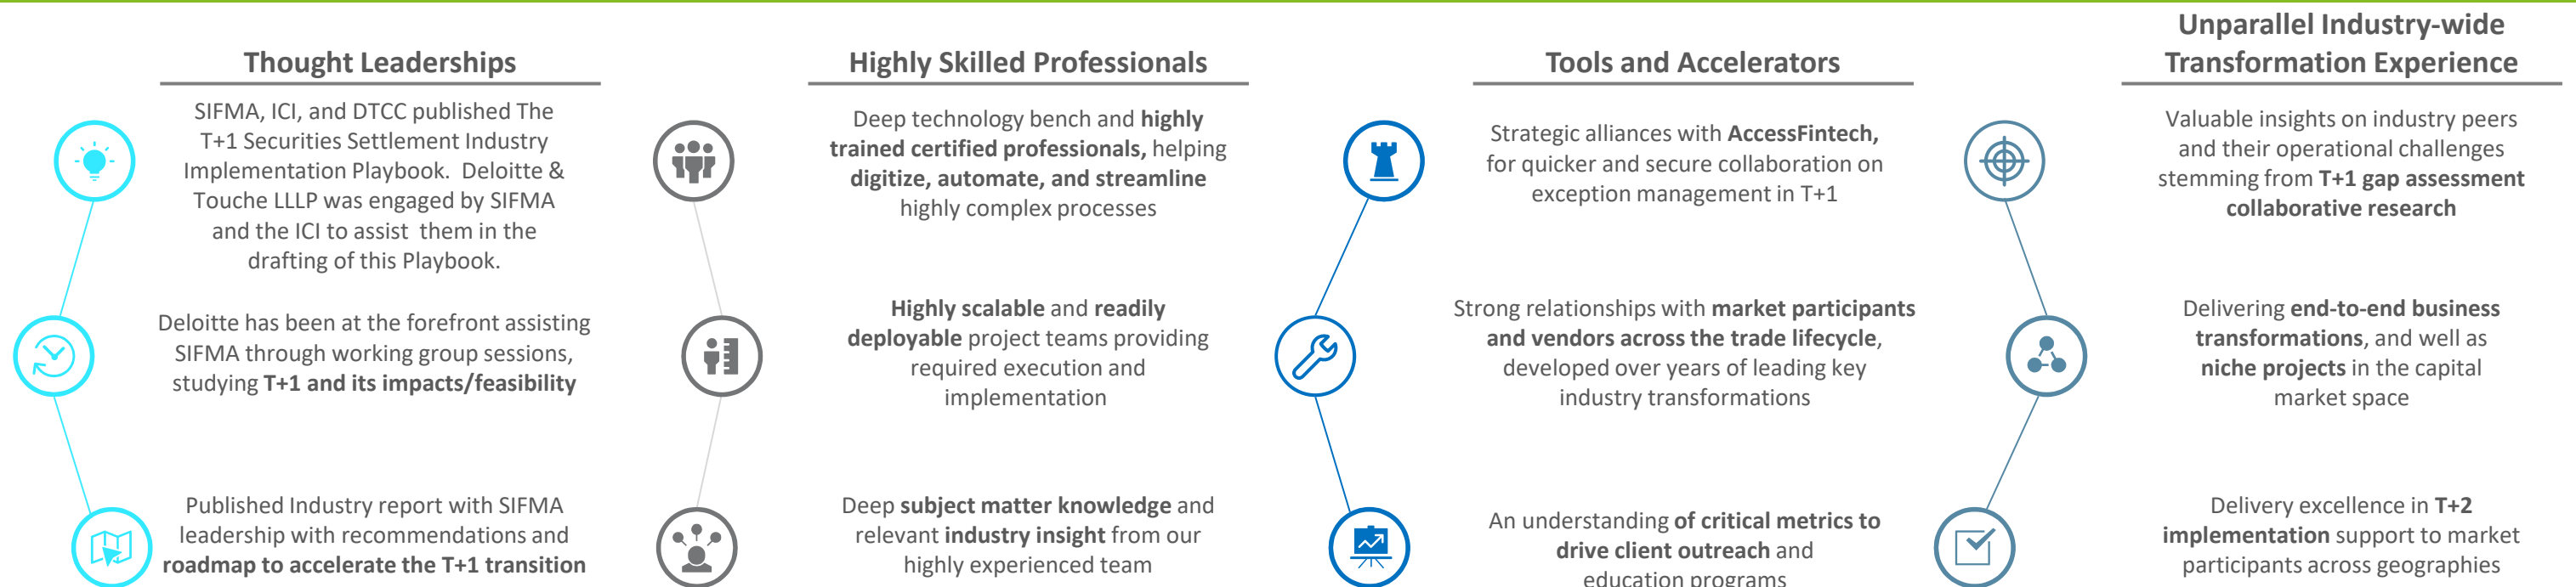 Thought Leaderships
SIFMA, ICI, and DTCC published The
T+1 Securities Settlement Industry
Implementation Playbook.  Deloitte &
Touche LLLP was engaged by SIFMA
and the ICI to assist  them in the
drafting of this Playbook.
Deloitte has been at the forefront assisting
SIFMA through working group sessions,
studying T+1 and its impacts/feasibility
Published Industry report with SIFMA
leadership with recommendations and
roadmap to accelerate the T+1 transition
Highly Skilled Professionals
Deep technology bench and highly
trained certified professionals, helping
digitize, automate, and streamline
highly complex processes
Highly scalable and readily
deployable project teams providing
required execution and
implementation
Deep subject matter knowledge and
relevant industry insight from our
highly experienced team
Tools and Accelerators
Strategic alliances with AccessFintech,
for quicker and secure collaboration on
exception management in T+1
Strong relationships with market participants
and vendors across the trade lifecycle,
developed over years of leading key
industry transformations
An understanding of critical metrics to
drive client outreach and
education programs
Unparallel Industry-wide
Transformation Experience
Valuable insights on industry peers
and their operational challenges
stemming from T+1 gap assessment
collaborative research
Delivering end-to-end business
transformations, and well as
niche projects in the capital
market space
Delivery excellence in T+2
implementation support to market
participants across geographies